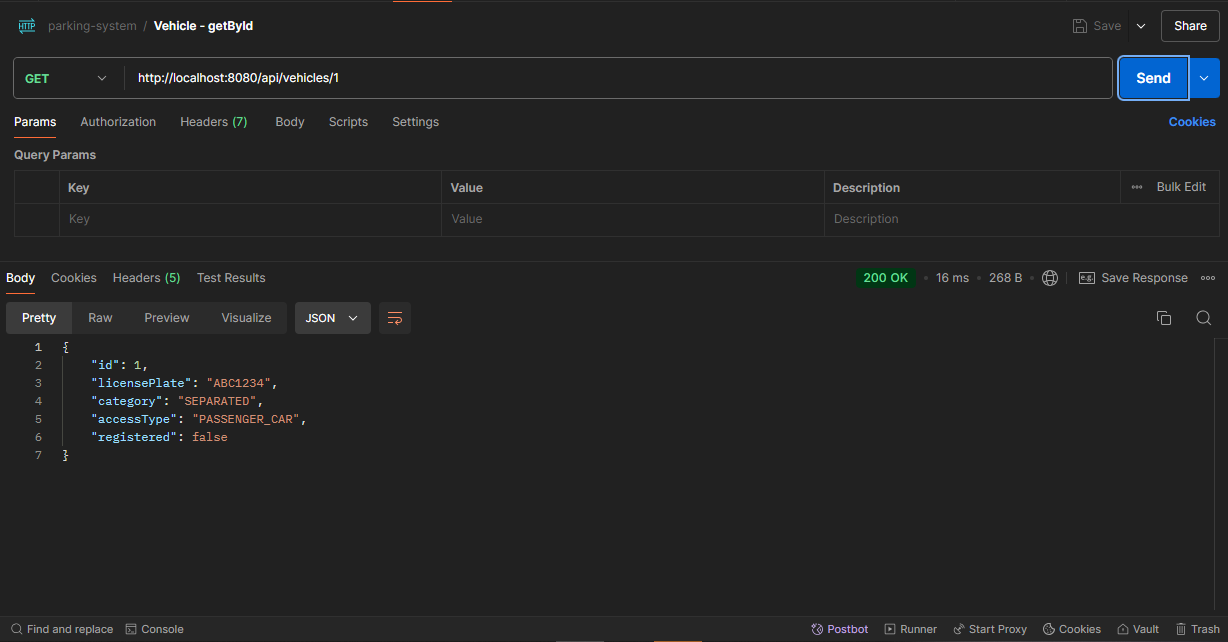 HTTP parking-system / Vehicle - getById Save Share
GET http://localhost:8080/api/vehicles/1 Send
Params Authorization Headers (7) Body Scripts Settings Cookies
Query Params
Key Value Description Bulk Edit
Key Value Description
Body Cookies Headers (5) Test Results 200 OK 16 ms 268 B e.g. Save Response
Pretty Raw Preview Visualize JSON
1 {
2 "id": 1,
3 "licensePlate": "ABC1234",
4 "category": "SEPARATED",
5 "accessType": "PASSENGER_CAR",
6 "registered": false
7 }
Find and replace Console Postbot Runner Start Proxy Cookies Vault Trash